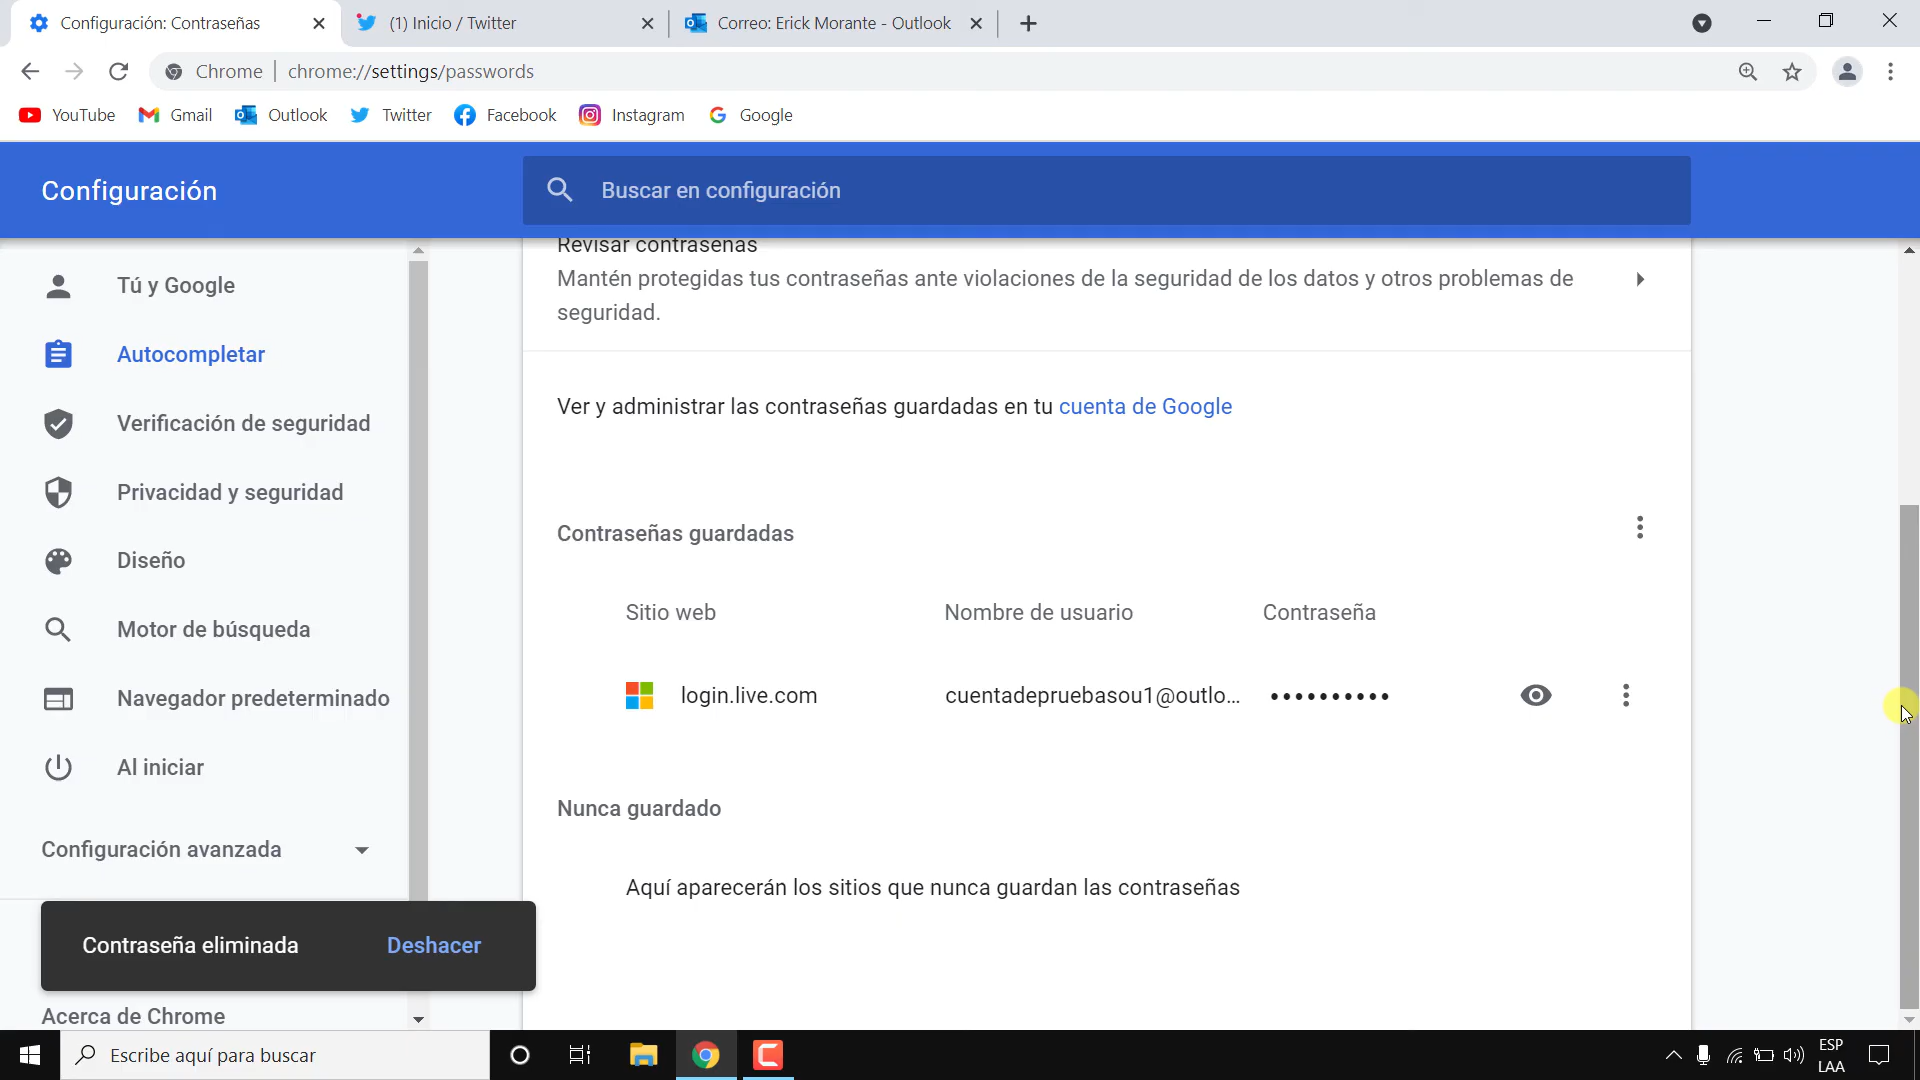 Configuración: Contraseñas
(1) Inicio / Twitter
Correo: Erick Morante - Outlook
Chrome | chrome://settings/passwords
YouTube
Gmail
Outlook
Twitter
Facebook
Instagram
Google
Configuración
Buscar en configuración
Tú y Google
Autocompletar
Verificación de seguridad
Privacidad y seguridad
Diseño
Motor de búsqueda
Navegador predeterminado
Al iniciar
Configuración avanzada
Acerca de Chrome
Revisar contraseñas
Mantén protegidas tus contraseñas ante violaciones de la seguridad de los datos y otros problemas de
seguridad.
Ver y administrar las contraseñas guardadas en tu cuenta de Google
Contraseñas guardadas
Sitio web
Nombre de usuario
Contraseña
login.live.com
cuentadepruebasou1@outlo...
••••••••••
Nunca guardado
Aquí aparecerán los sitios que nunca guardan las contraseñas
Contraseña eliminada
Deshacer
Escribe aquí para buscar
ESP
LAA